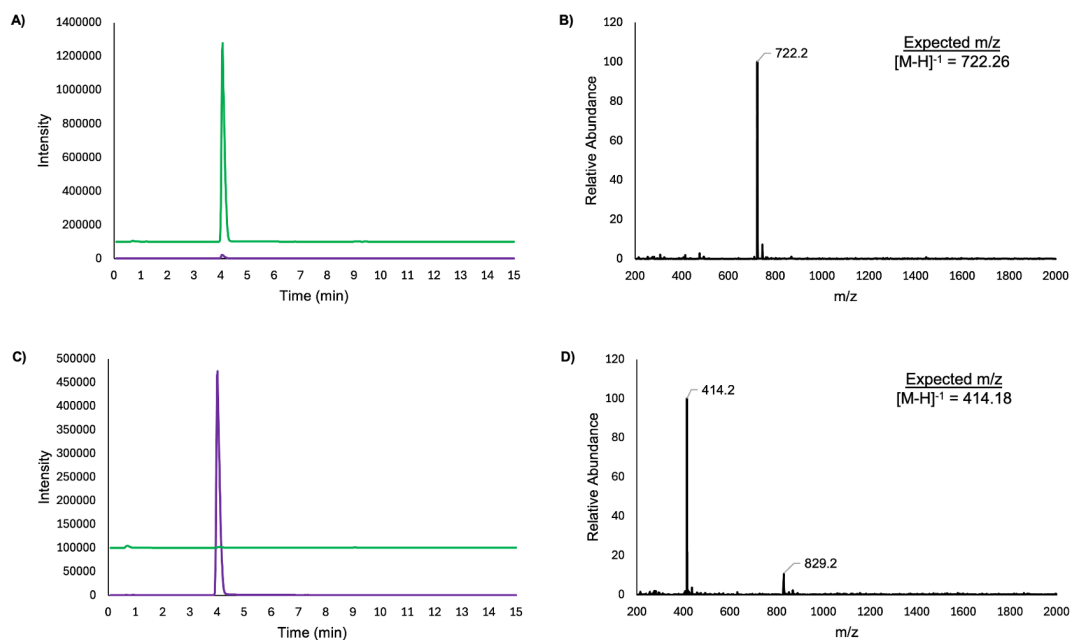 A)
1400000
1200000
1000000
800000
600000
400000
200000
0
Intensity
0 1 2 3 4 5 6 7 8 9 10 11 12 13 14 15
Time (min)
B)
120
100
80
60
40
20
0
Relative Abundance
722.2
Expected m/z
[M-H]-1 = 722.26
200 400 600 800 1000 1200 1400 1600 1800 2000
m/z
C)
500000
450000
400000
350000
300000
250000
200000
150000
100000
50000
0
Intensity
0 1 2 3 4 5 6 7 8 9 10 11 12 13 14 15
Time (min)
D)
120
100
80
60
40
20
0
Relative Abundance
414.2
829.2
Expected m/z
[M-H]-1 = 414.18
200 400 600 800 1000 1200 1400 1600 1800 2000
m/z